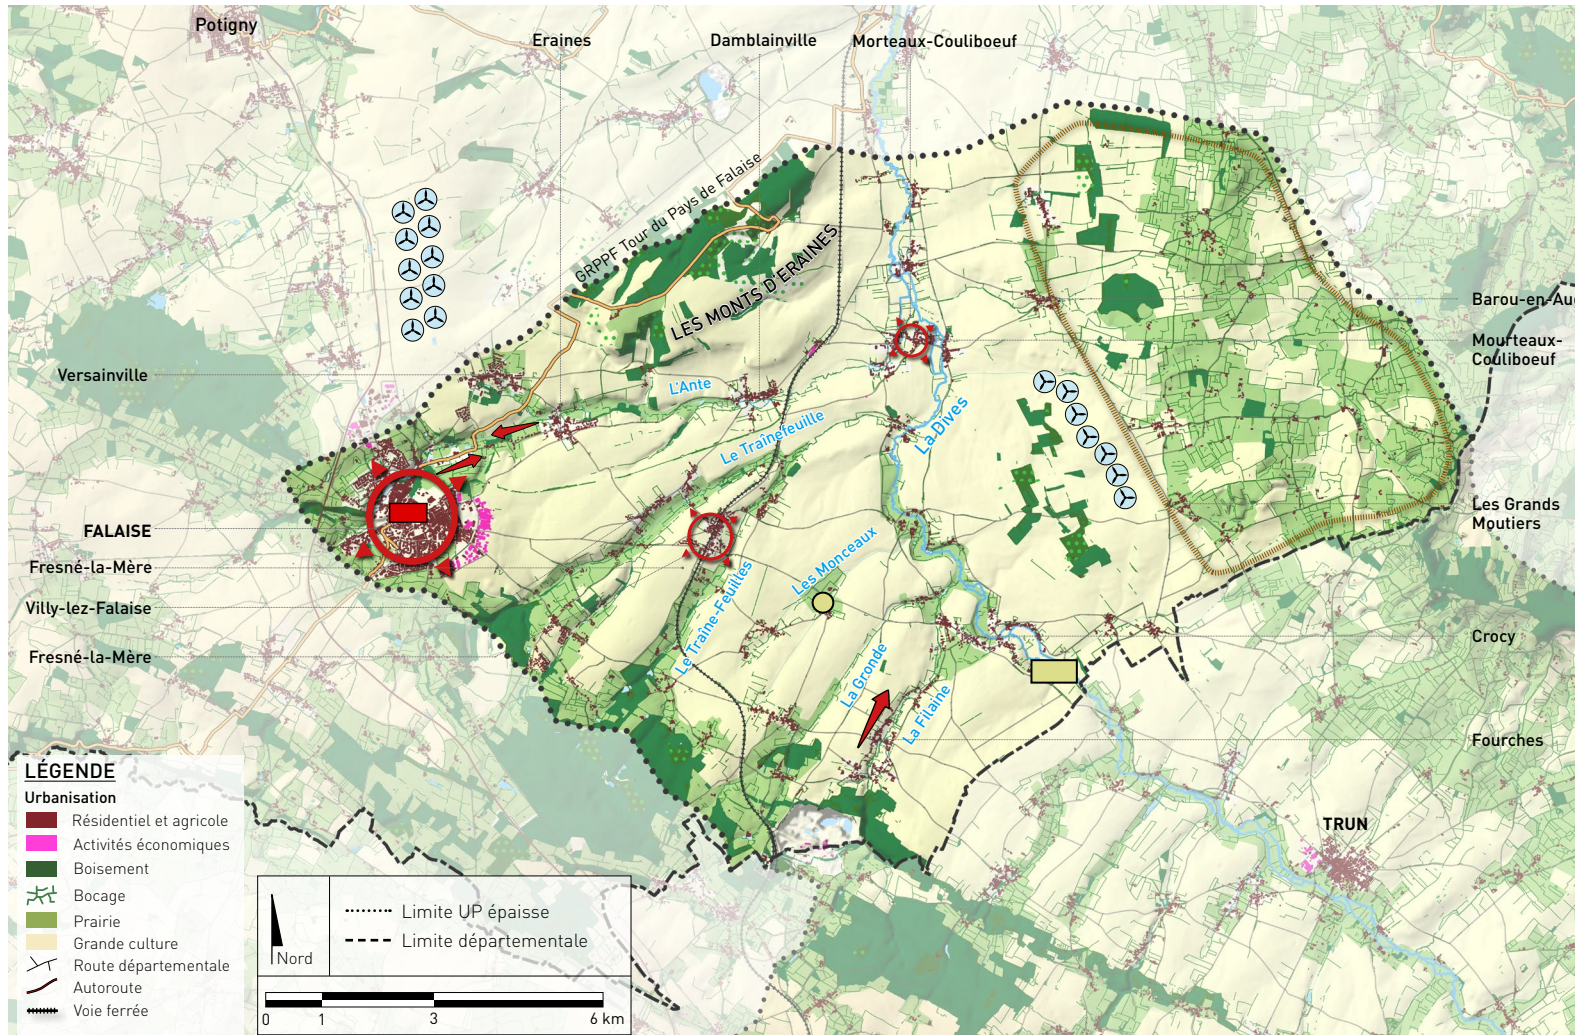 Potigny
Eraines
Damblainville
Morteaux-Couliboeuf
GRPPF Tour du Pays de Falaise
LES MONTS D'ERAINES
Barou-en-Au
Mourteaux-
Couliboeuf
Versainville
L'Ante
Le Traînefeuille
La Dives
Les Grands
Moutiers
FALAISE
Fresné-la-Mère
Les Monceaux
Le Traîne-Feuilles
Villy-lez-Falaise
Crocy
Fresné-la-Mère
La Gronde
La Filaine
Fourches
TRUN
LÉGENDE
Urbanisation
Résidentiel et agricole
Activités économiques
Boisement
Bocage
Prairie
Grande culture
Route départementale
Autoroute
Voie ferrée
Nord
Limite UP épaisse
Limite départementale
0 1 3 6 km